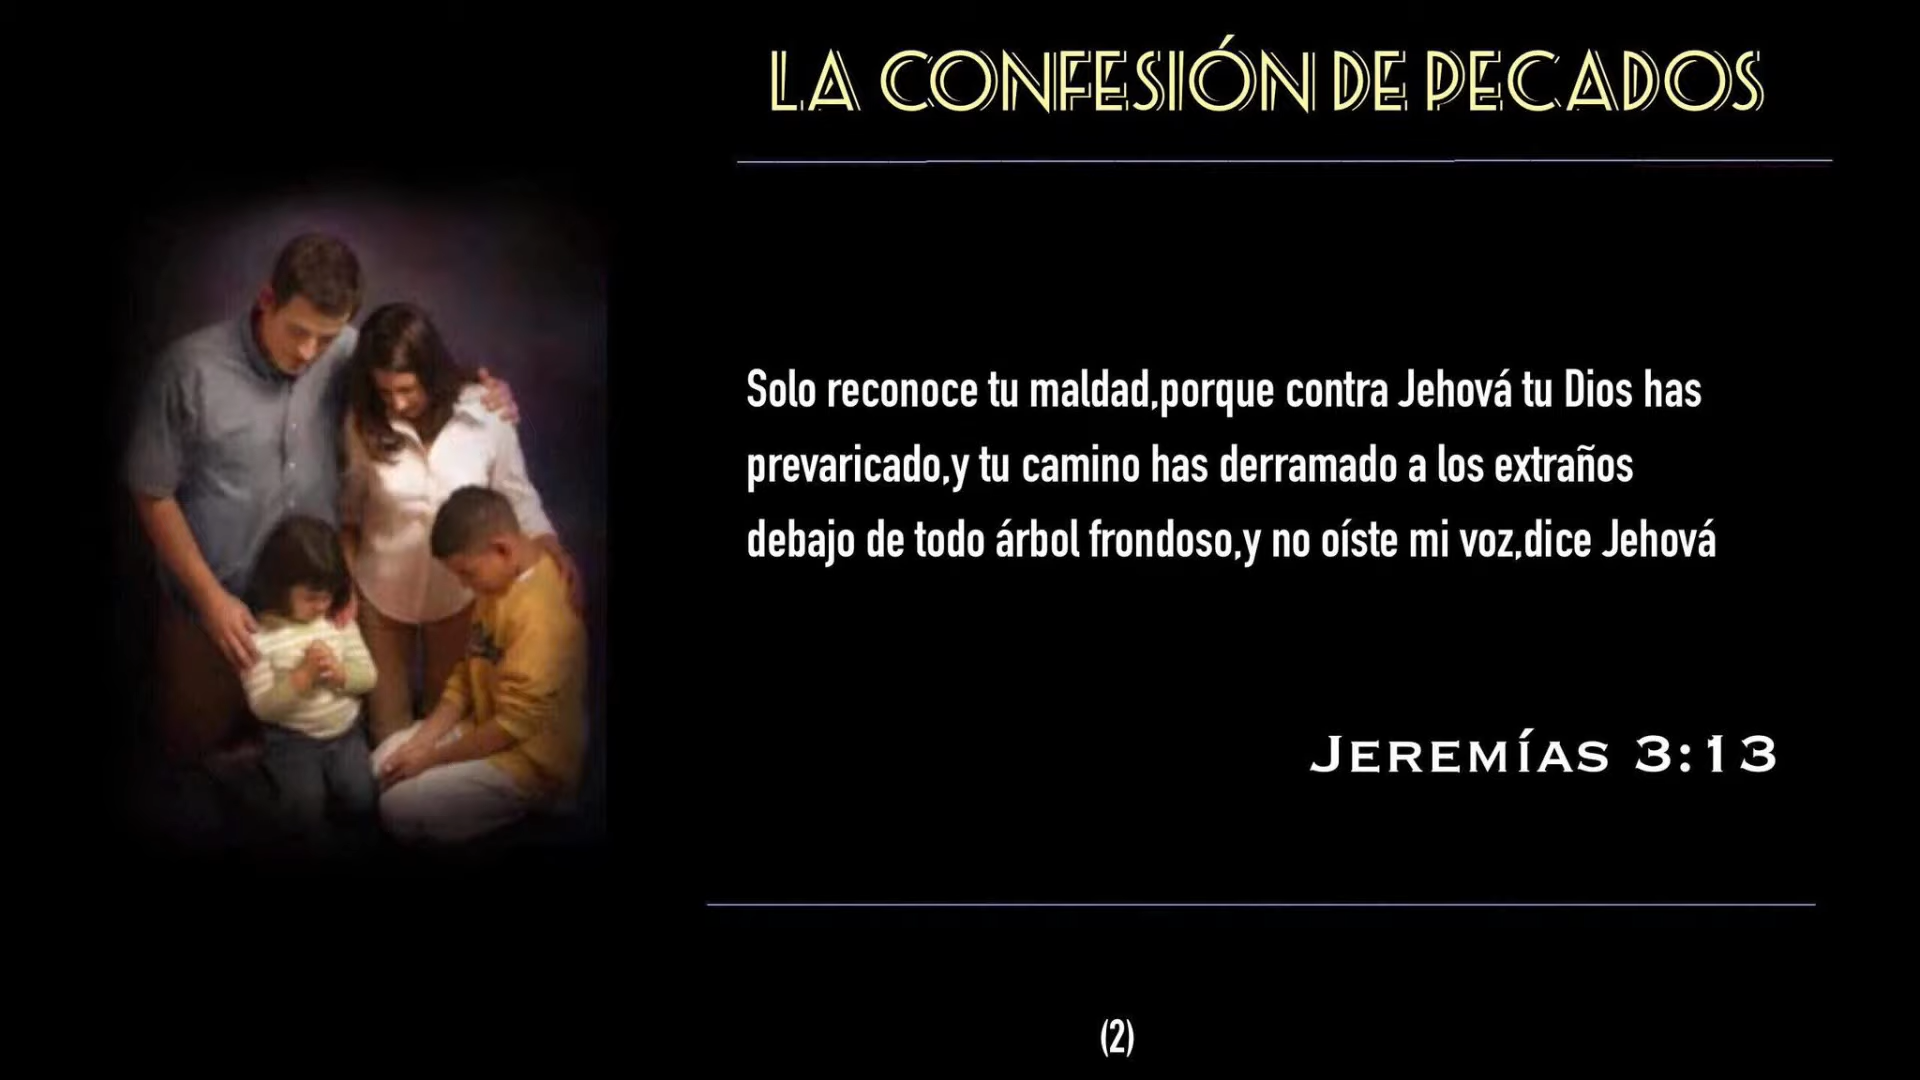 LA CONFESIÓN DE PECADOS
Solo reconoce tu maldad,porque contra Jehová tu Dios has
prevaricado,y tu camino has derramado a los extraños
debajo de todo árbol frondoso,y no oíste mi voz,dice Jehová
Jeremías 3:13
(2)